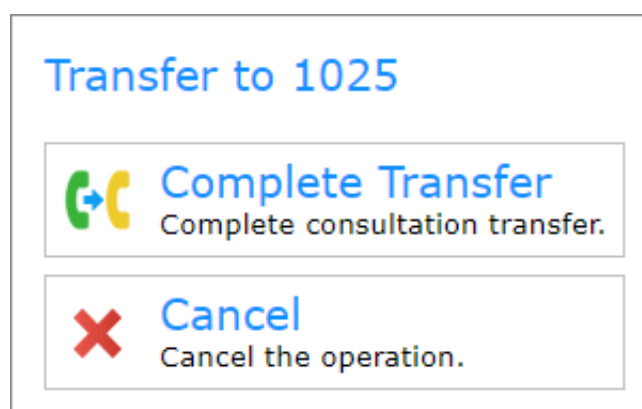 Transfer to 1025
Complete Transfer
Complete consultation transfer.
Cancel
Cancel the operation.